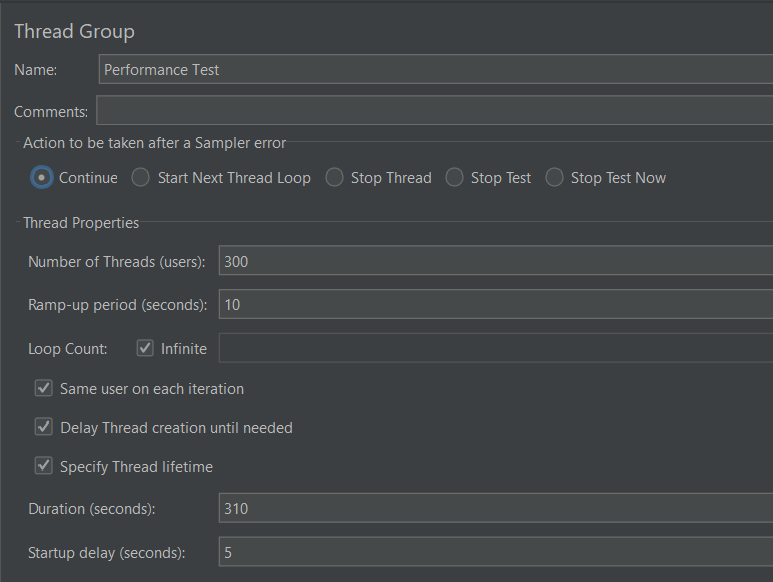 Thread Group
Name: Performance Test
Comments:
Action to be taken after a Sampler error
Continue Start Next Thread Loop Stop Thread Stop Test Stop Test Now
Thread Properties
Number of Threads (users): 300
Ramp-up period (seconds): 10
Loop Count: Infinite
Same user on each iteration
Delay Thread creation until needed
Specify Thread lifetime
Duration (seconds): 310
Startup delay (seconds): 5